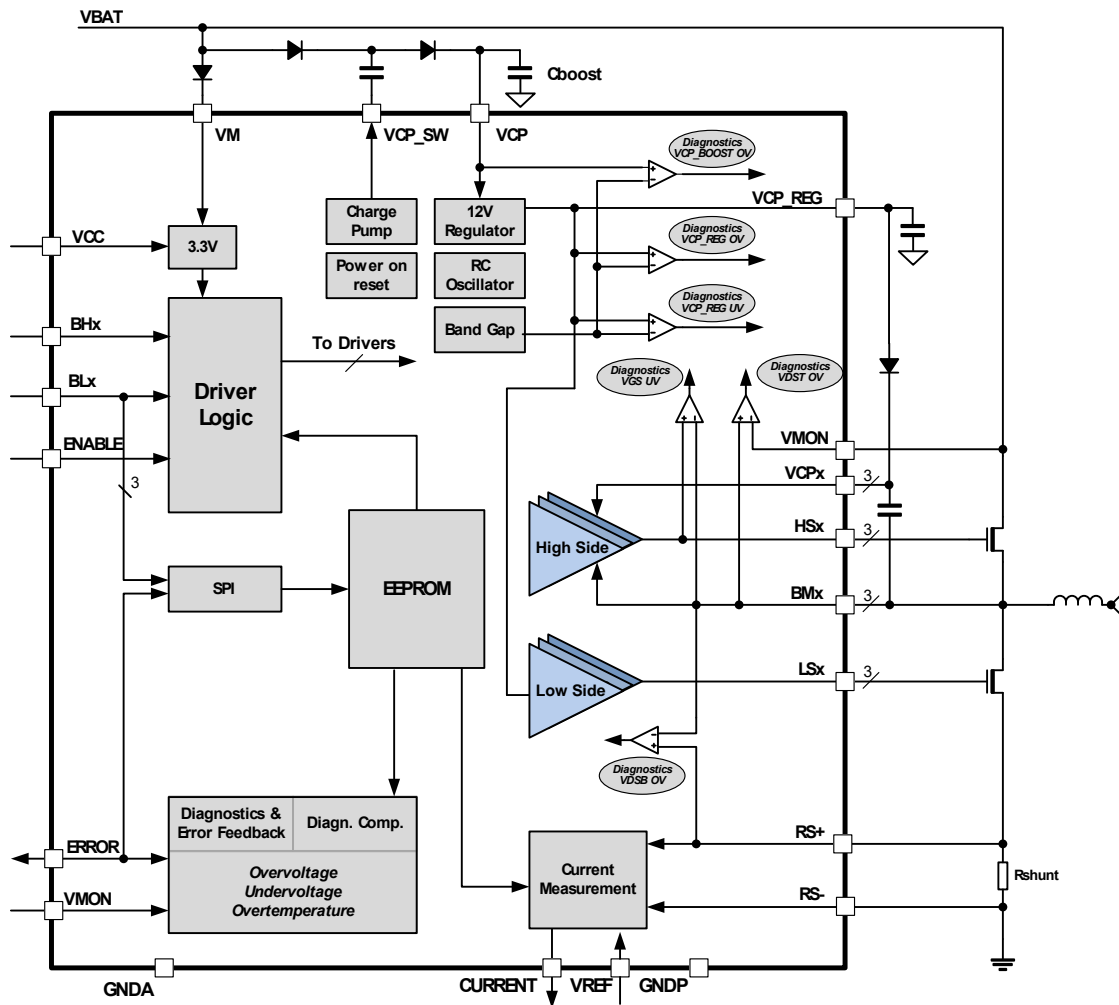 VBAT
Cboost
VM
VCP_SW
VCP
Diagnostics
VCP_BOOST OV
VCP_REG
Charge
Pump
12V
Regulator
VCC
3.3V
Diagnostics
VCP_REG OV
Power on
reset
RC
Oscillator
Diagnostics
VCP_REG UV
BHx
Band Gap
To Drivers
Diagnostics
VGS UV
Diagnostics
VDST OV
BLx
Driver
Logic
ENABLE
VMON
3
VCPx
3
HSx
3
High Side
EEPROM
SPI
BMx
3
LSx
3
Low Side
Diagnostics
VDSB OV
Diagnostics &
Error Feedback
Diagn. Comp.
ERROR
RS+
Overvoltage
Undervoltage
Overtemperature
Current
Measurement
Rshunt
VMON
RS-
GNDA
CURRENT
VREF
GNDP